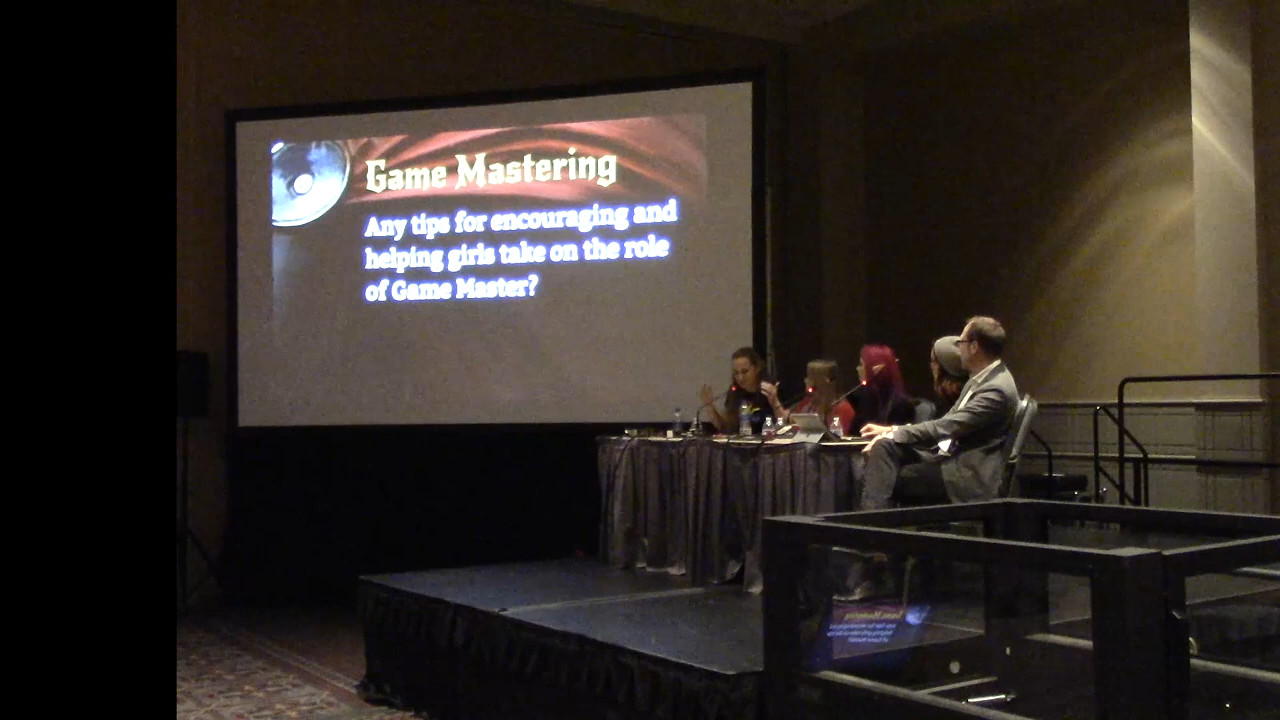 Game Mastering
Any tips for encouraging and
helping girls take on the role
of Game Master?